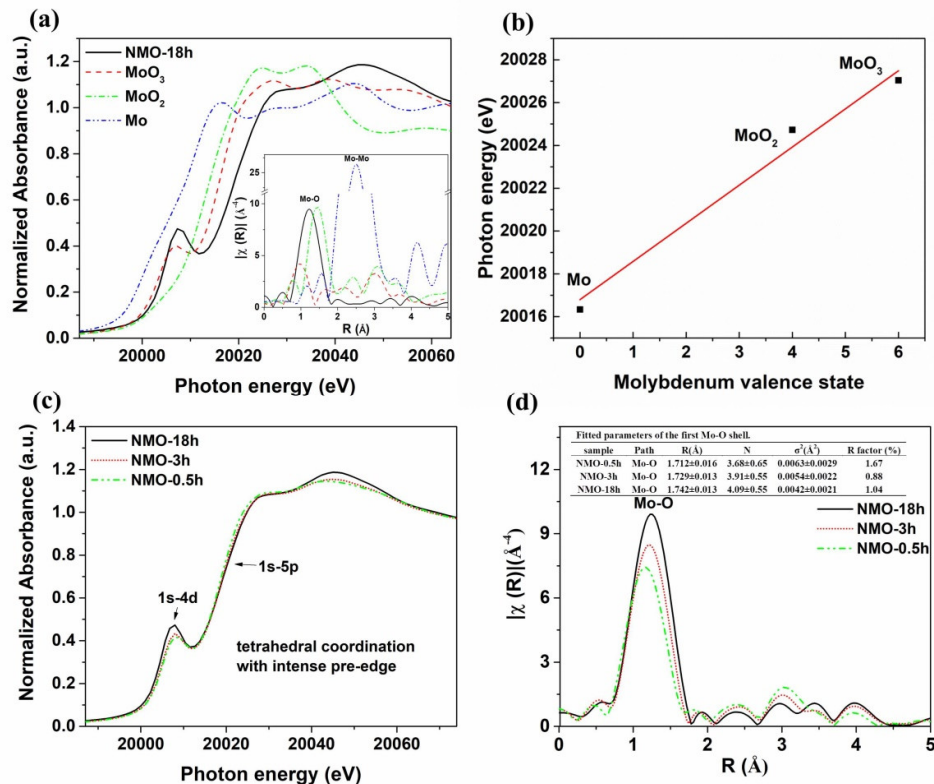 (a)
NMO-18h
MoO3
MoO2
Mo
Normalized Absorbance (a.u.)
1.2
1.0
0.8
0.6
0.4
0.2
0.0
20000 20020 20040 20060
Photon energy (eV)
Mo-Mo
Mo-O
|χ (R)| (Å-4)
25
20
10
5
0
0 1 2 3 4 5
R (Å)
(b)
Photon energy (eV)
20028
20026
20024
20022
20020
20018
20016
Mo
MoO2
MoO3
0 1 2 3 4 5 6
Molybdenum valence state
(c)
NMO-18h
NMO-3h
NMO-0.5h
Normalized Absorbance (a.u.)
1.4
1.2
1.0
0.8
0.6
0.4
0.2
0.0
1s-4d
1s-5p
tetrahedral coordination
with intense pre-edge
20000 20020 20040 20060
Photon energy (eV)
(d)
Fitted parameters of the first Mo-O shell.
sample Path R(Å) N σ2(Å2) R factor (%)
NMO-0.5h Mo-O 1.712±0.016 3.68±0.65 0.0063±0.0029 1.67
NMO-3h Mo-O 1.729±0.013 3.91±0.55 0.0054±0.0022 0.88
NMO-18h Mo-O 1.742±0.013 4.09±0.55 0.0042±0.0021 1.04
Mo-O
NMO-18h
NMO-3h
NMO-0.5h
|χ (R)|(Å-4)
12
9
6
3
0
0 1 2 3 4 5
R (Å)